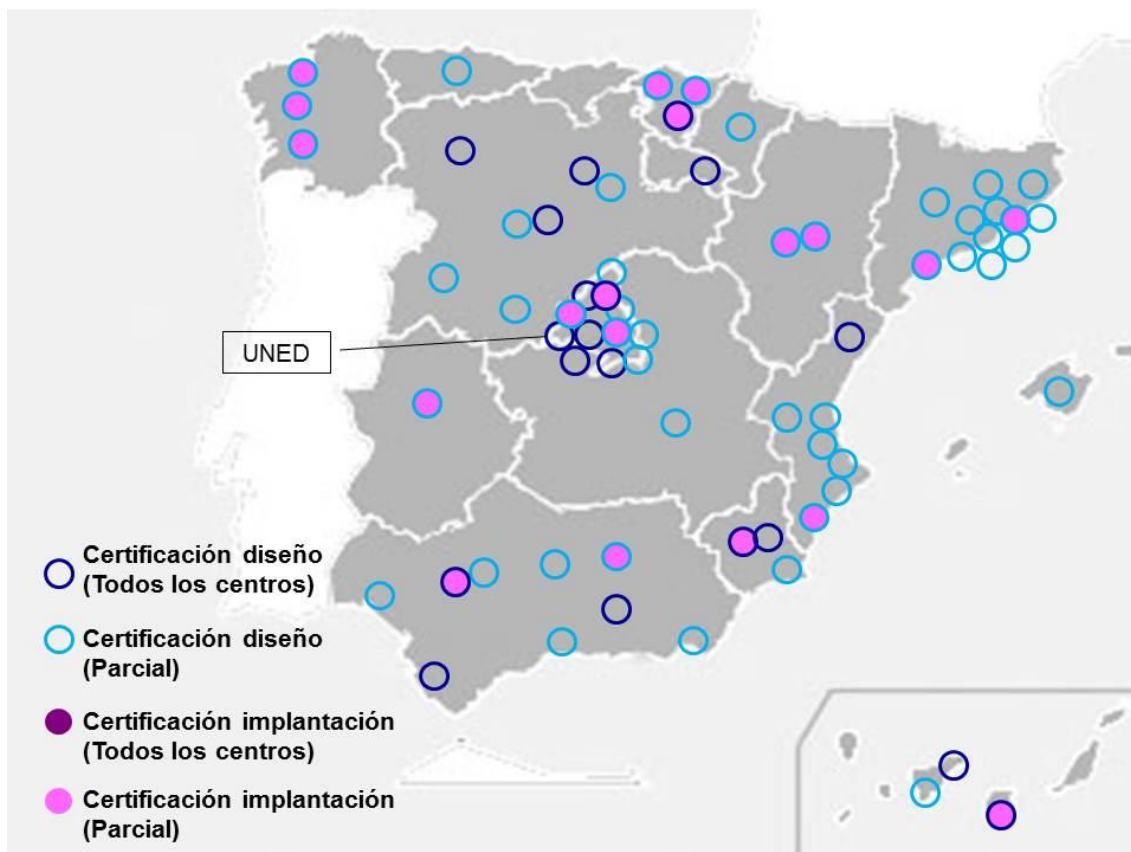 UNED
Certificación diseño
(Todos los centros)
Certificación diseño
(Parcial)
Certificación implantación
(Todos los centros)
Certificación implantación
(Parcial)